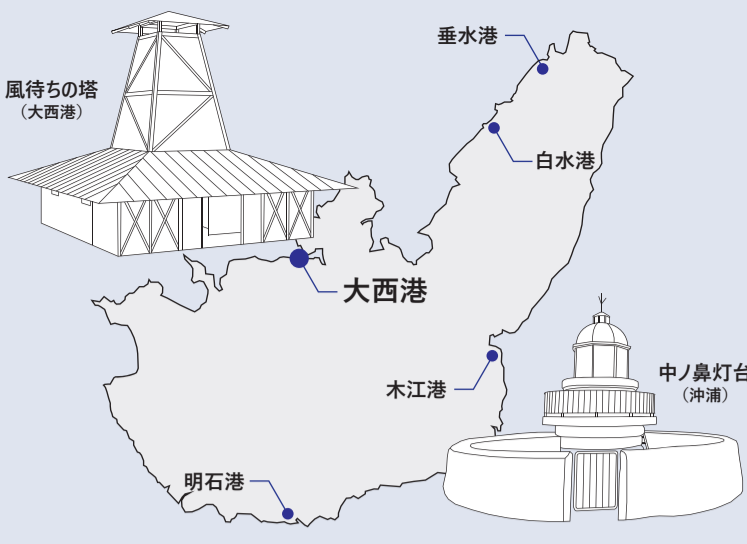 風待ちの塔
（大西港）
垂水港
白水港
大西港
木江港
中ノ鼻灯台
（沖浦）
明石港